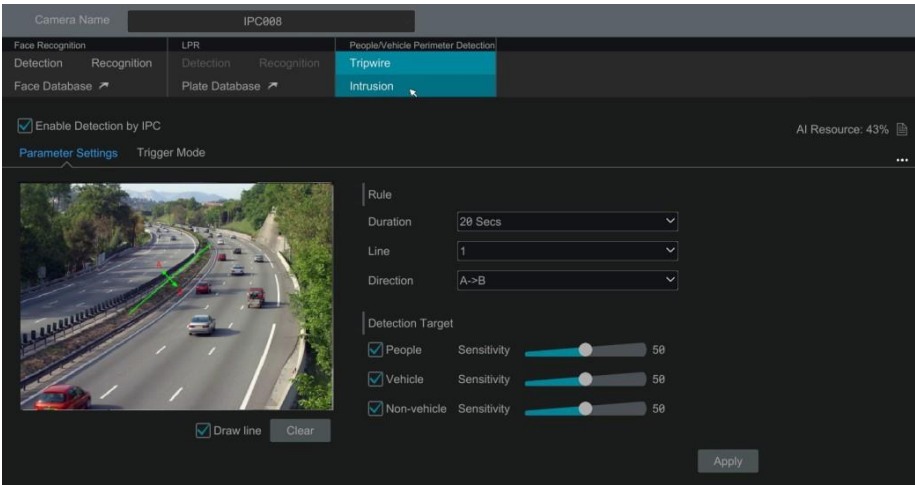 Camera Name IPC008
Face Recognition LPR People/Vehicle Perimeter Detection
Detection Recognition Detection Recognition Tripwire
Face Database Plate Database Intrusion
Enable Detection by IPC
AI Resource: 43%
Parameter Settings Trigger Mode
...
Rule
Duration 20 Secs
Line 1
Direction A->B
Detection Target
People Sensitivity 50
Vehicle Sensitivity 50
Non-vehicle Sensitivity 50
Draw line Clear
Apply